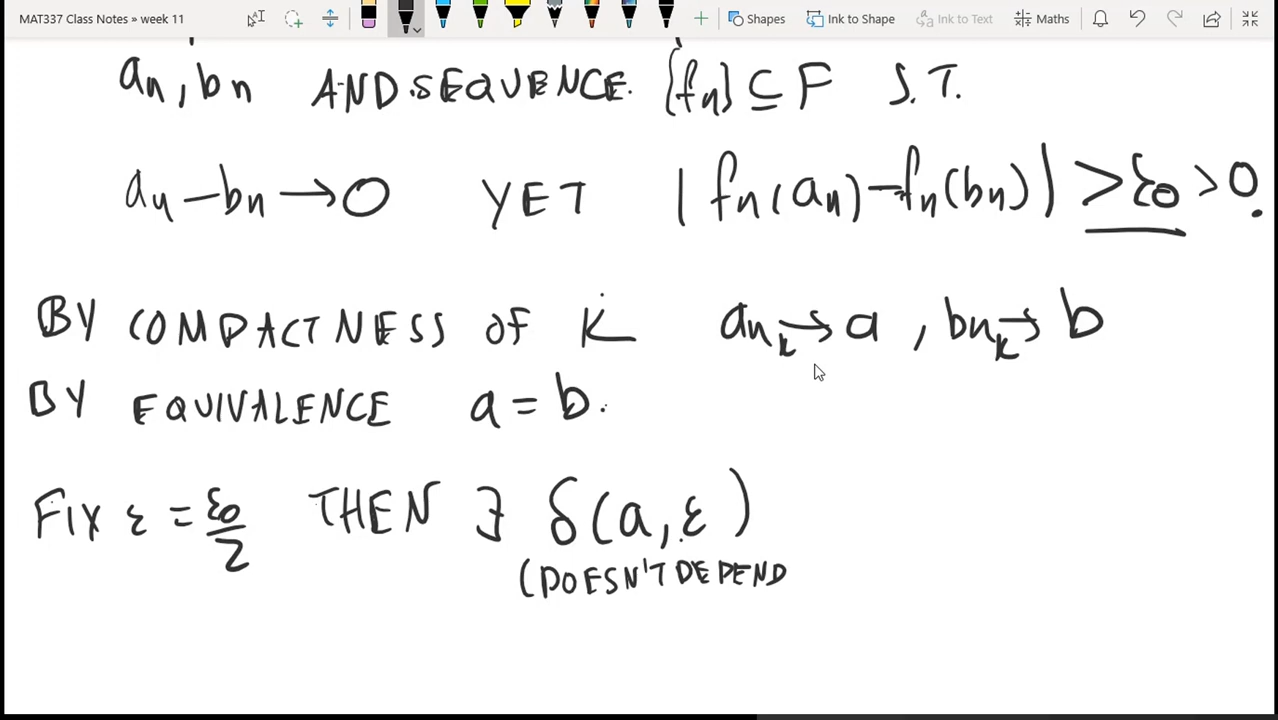 MAT337 Class Notes » week 11
Shapes
Ink to Shape
Ink to Text
Maths
an, bn AND SEQUENCE {fn} ⊆ F S.T.
an - bn → 0 YET | fn(an) - fn(bn) | > ε0 > 0.
BY COMPACTNESS OF K ank → a , bnk → b
BY EQUIVALENCE a = b.
FIX ε = ε0/2 THEN ∃ δ(a, ε)
(DOESN'T DEPEND